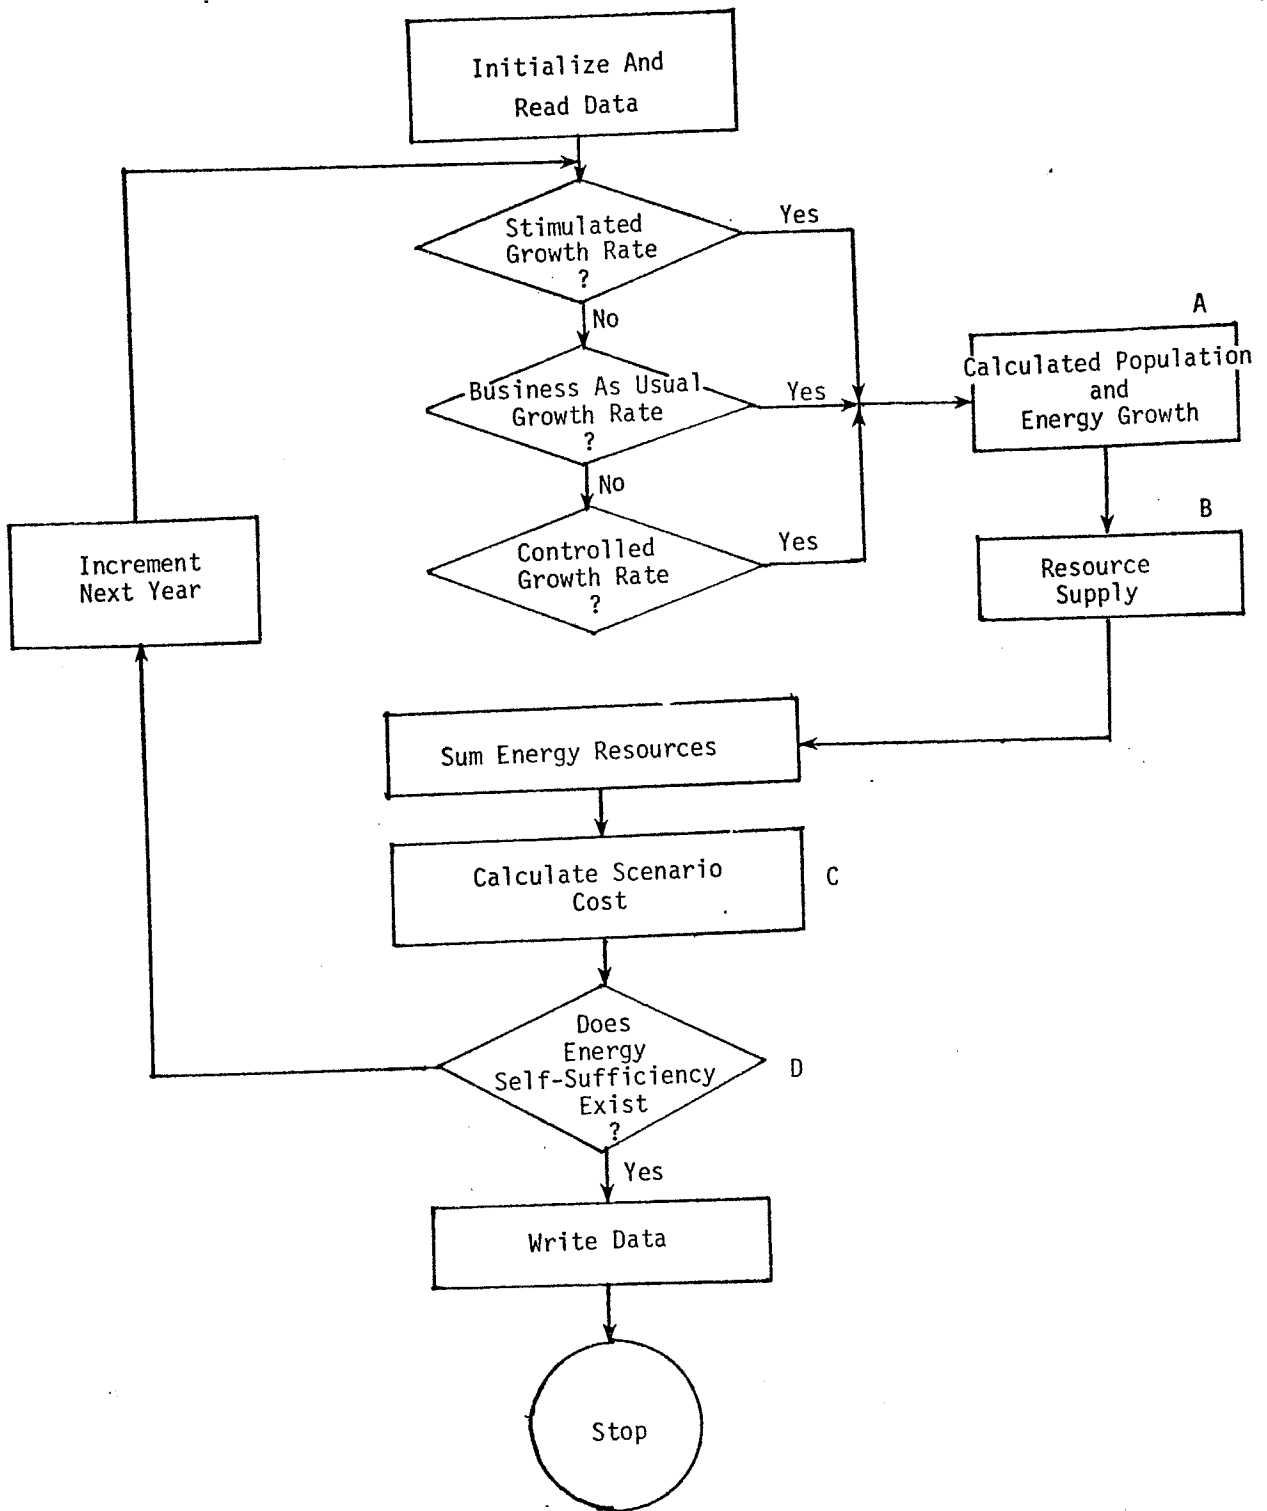 Initialize And
Read Data
Stimulated
Growth Rate
?
Yes
No
Business As Usual
Growth Rate
?
Yes
No
Controlled
Growth Rate
?
Yes
A
Calculated Population
and
Energy Growth
B
Resource
Supply
Increment
Next Year
Sum Energy Resources
Calculate Scenario
Cost
C
Does
Energy
Self-Sufficiency
Exist
?
D
Yes
Write Data
Stop